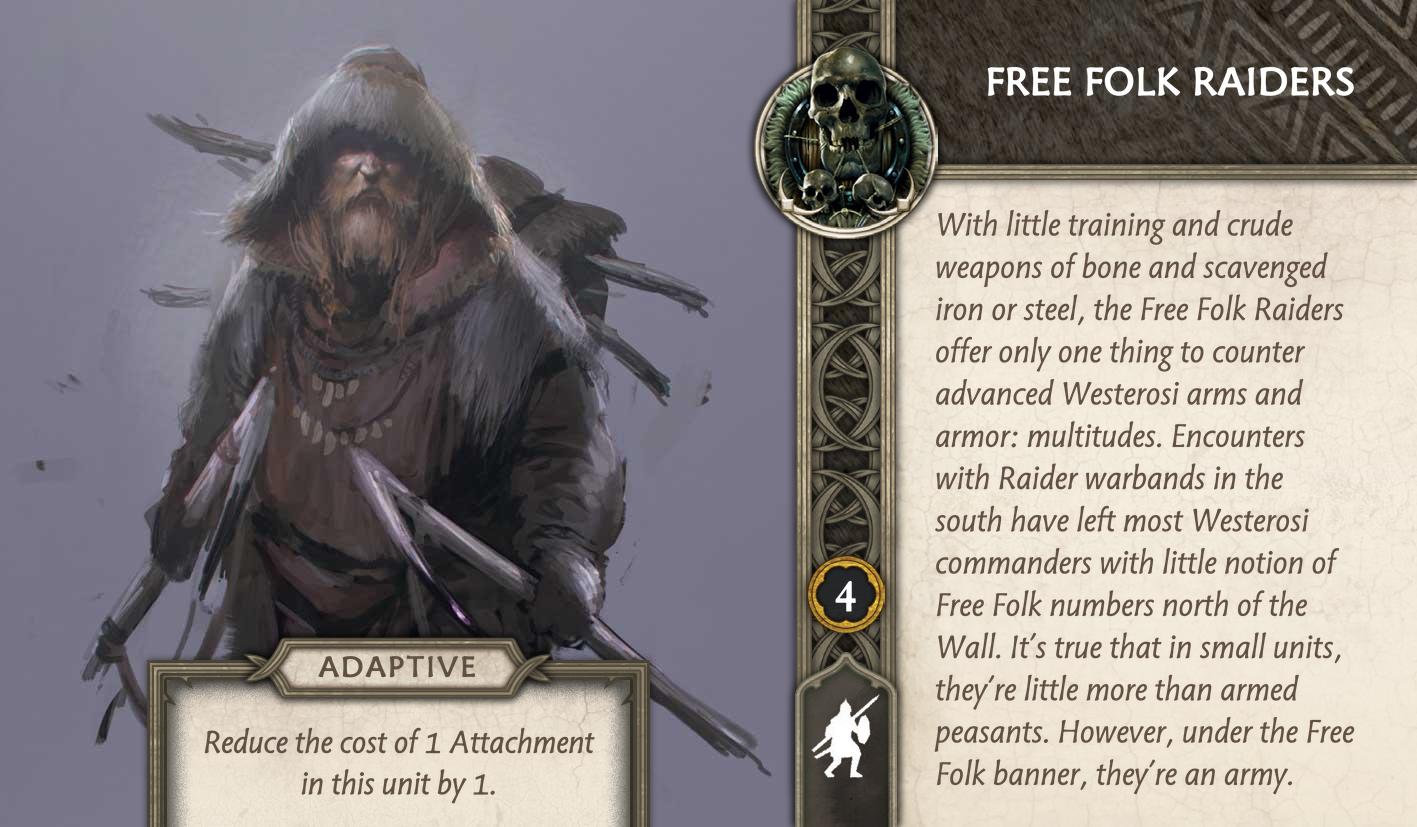 FREE FOLK RAIDERS
With little training and crude
weapons of bone and scavenged
iron or steel, the Free Folk Raiders
offer only one thing to counter
advanced Westerosi arms and
armor: multitudes. Encounters
with Raider warbands in the
south have left most Westerosi
commanders with little notion of
Free Folk numbers north of the
Wall. It’s true that in small units,
they’re little more than armed
peasants. However, under the Free
Folk banner, they’re an army.
4
ADAPTIVE
Reduce the cost of 1 Attachment
in this unit by 1.